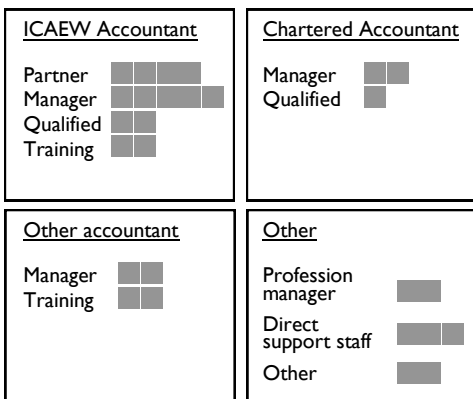 ICAEW Accountant
Partner
Manager
Qualified
Training
Chartered Accountant
Manager
Qualified
Other accountant
Manager
Training
Other
Profession
manager
Direct
support staff
Other